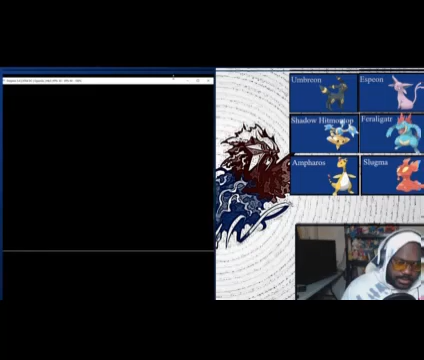 Umbreon
Espeon
Shadow Hitmontop
Feraligatr
Ampharos
Slugma